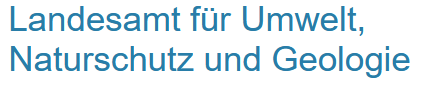 Landesamt für Umwelt,
Naturschutz und Geologie